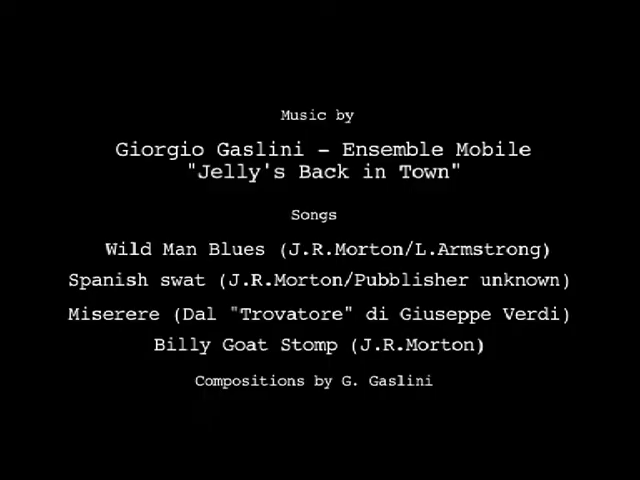 Music by
Giorgio Gaslini - Ensemble Mobile
"Jelly's Back in Town"
Songs
Wild Man Blues (J.R.Morton/L.Armstrong)
Spanish swat (J.R.Morton/Pubblisher unknown)
Miserere (Dal "Trovatore" di Giuseppe Verdi)
Billy Goat Stomp (J.R.Morton)
Compositions by G. Gaslini